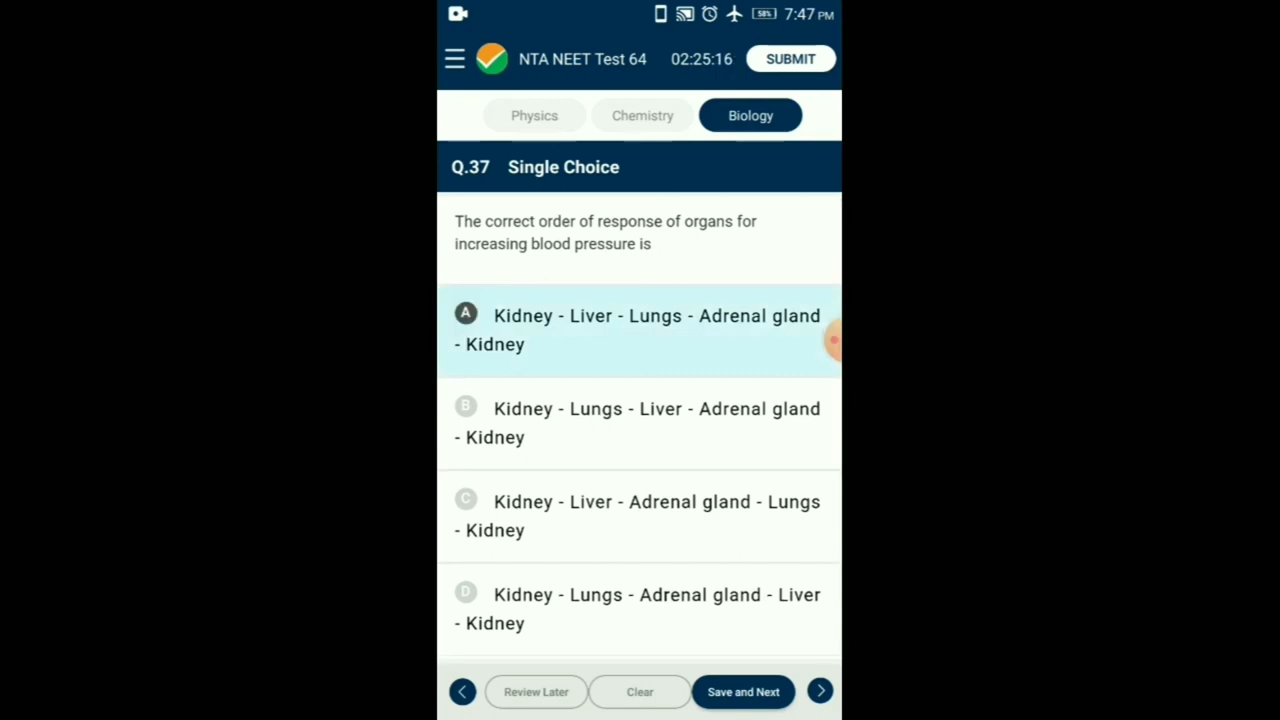 58% 7:47 PM
NTA NEET Test 64 02:25:16 SUBMIT
Physics Chemistry Biology
Q.37 Single Choice
The correct order of response of organs for
increasing blood pressure is
A Kidney - Liver - Lungs - Adrenal gland
- Kidney
B Kidney - Lungs - Liver - Adrenal gland
- Kidney
C Kidney - Liver - Adrenal gland - Lungs
- Kidney
D Kidney - Lungs - Adrenal gland - Liver
- Kidney
Review Later Clear Save and Next